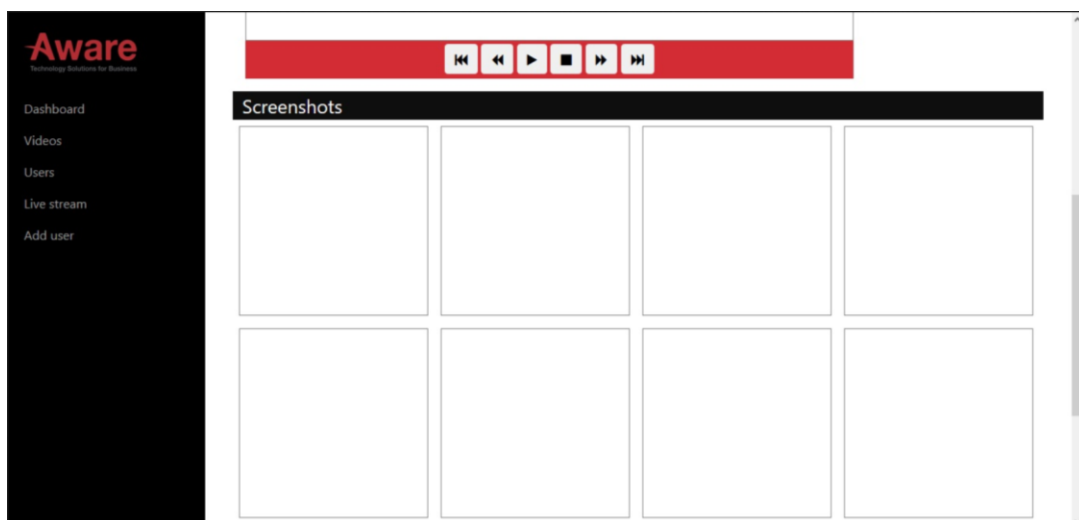 Aware
Technology Solutions for Business
Dashboard
Videos
Users
Live stream
Add user
Screenshots